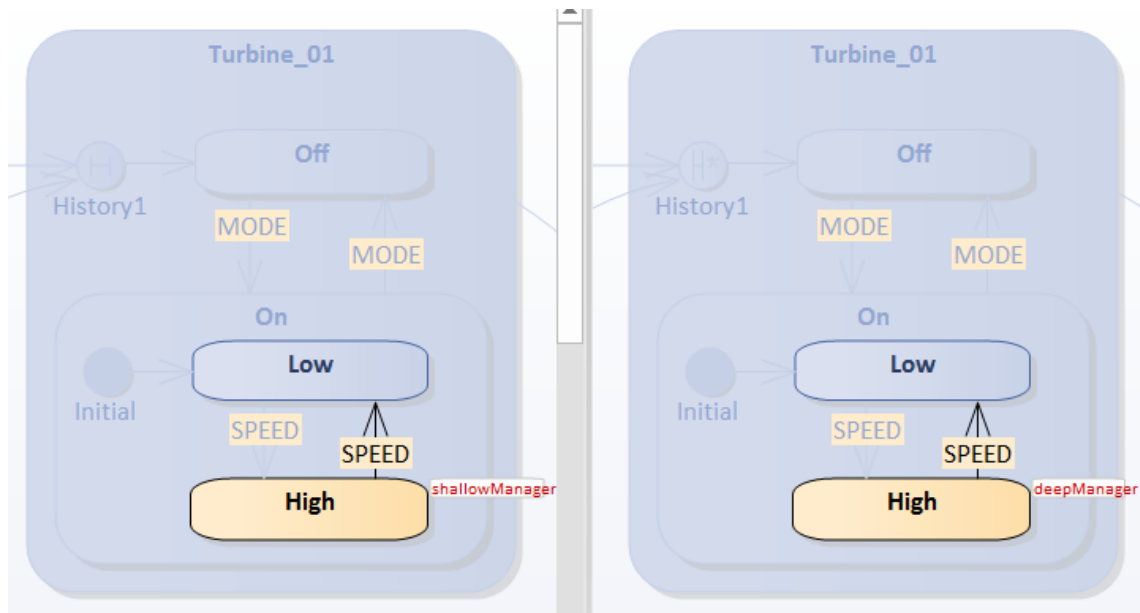 Turbine_01
H
Off
History1
MODE
MODE
On
Low
Initial
SPEED
SPEED
High
shallowManager
Turbine_01
H*
Off
History1
MODE
MODE
On
Low
Initial
SPEED
SPEED
High
deepManager